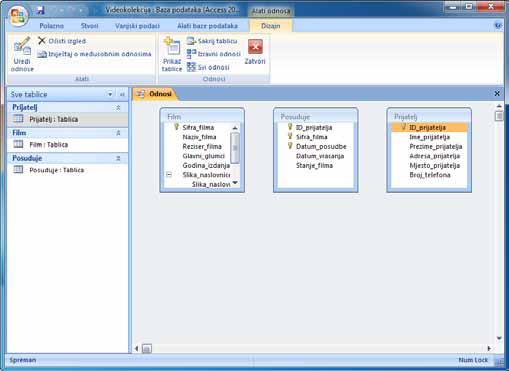 Videokolekcija : Baza podataka (Access 20...
Alati odnosa
Polazno
Stvori
Vanjski podaci
Alati baze podataka
Dizajn
Uredi odnose
Očisti izgled
Izvještaj o međusobnim odnosima
Alati
Prikaz tablice
Sakrij tablicu
Izravni odnosi
Svi odnosi
Zatvori
Odnosi
Sve tablice
Prijatelj
Prijatelj : Tablica
Film
Film : Tablica
Posuđuje
Posuđuje : Tablica
Odnosi
Film
Sifra_filma
Naziv_filma
Reziser_filma
Glavni_glumci
Godina_izdanja
Slika_naslovnice
Slika_naslov
Posuduje
ID_prijatelja
Sifra_filma
Datum_posudbe
Datum_vracanja
Stanje_filma
Prijatelj
ID_prijatelja
Ime_prijatelja
Prezime_prijatelja
Adresa_prijatelja
Mjesto_prijatelja
Broj_telefona
Spreman
Num Lock